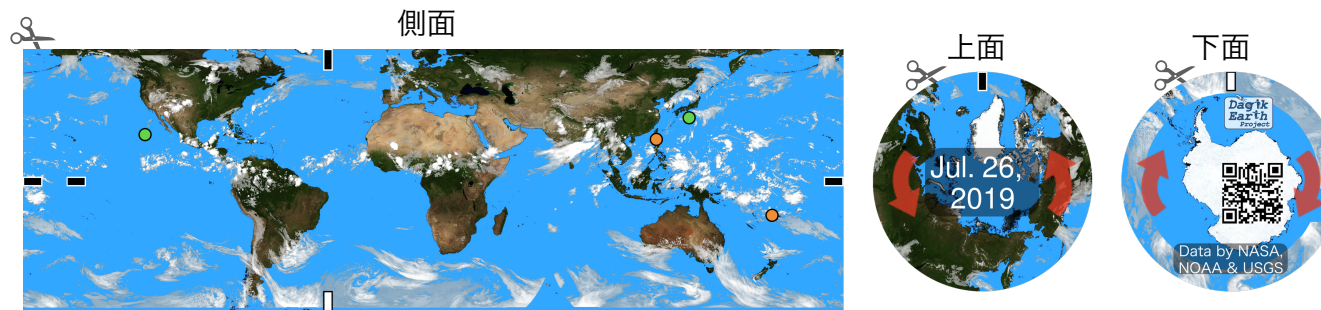 側面
上面
下面
Jul. 26,
2019
Dagik
Earth
Project
Data by NASA,
NOAA & USGS